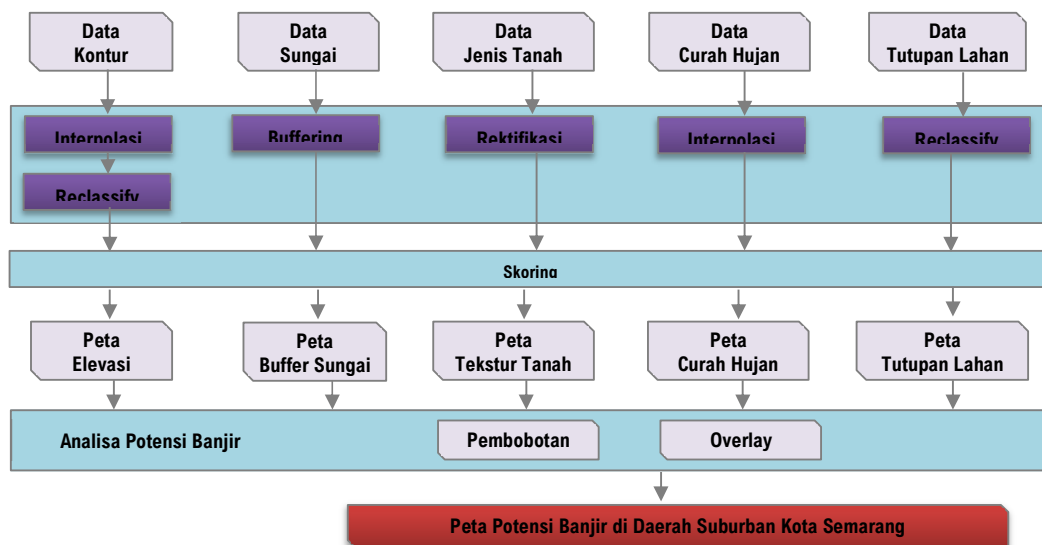 Data
Kontur
Data
Sungai
Data
Jenis Tanah
Data
Curah Hujan
Data
Tutupan Lahan
Interpolasi
Buffering
Rektifikasi
Interpolasi
Reclassify
Reclassify
Skoring
Peta
Elevasi
Peta
Buffer Sungai
Peta
Tekstur Tanah
Peta
Curah Hujan
Peta
Tutupan Lahan
Analisa Potensi Banjir
Pembobotan
Overlay
Peta Potensi Banjir di Daerah Suburban Kota Semarang